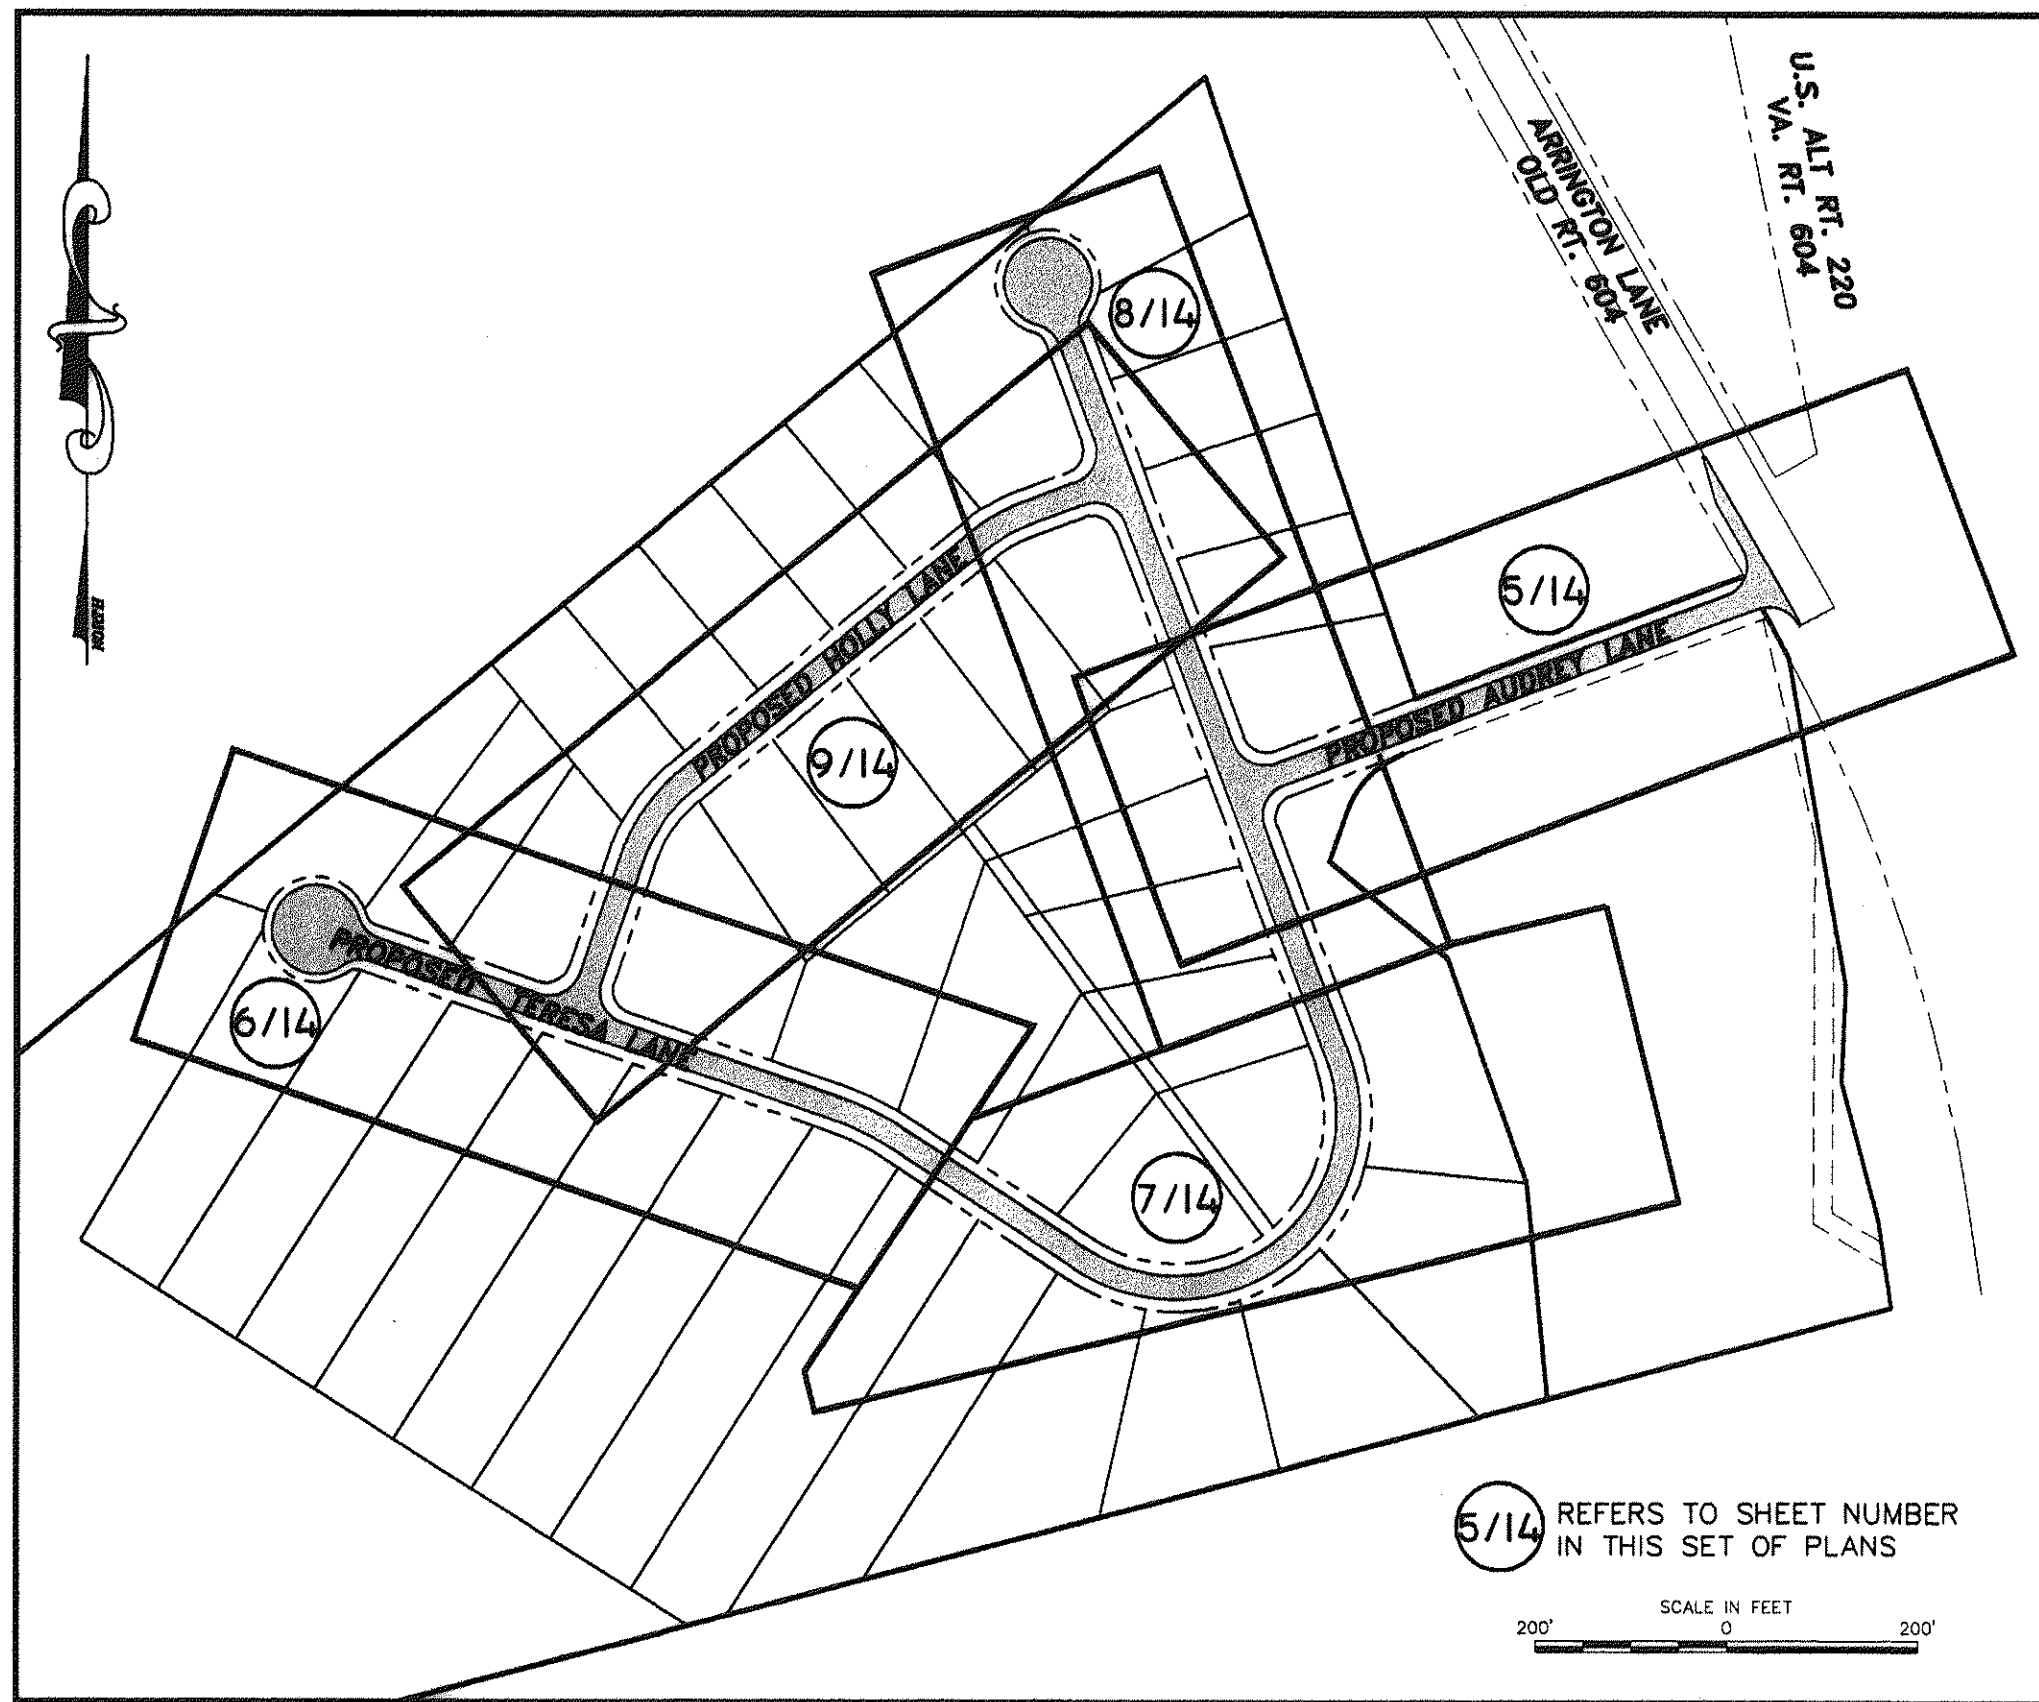 U.S. ALT RT. 220
VA. RT. 604
ARRINGTON LANE
OLD RT. 604
8/14
5/14
PROPOSED HOLLY LANE
PROPOSED AUDREY LANE
9/14
NORTH
PROPOSED TERESA LANE
6/14
7/14
5/14
REFERS TO SHEET NUMBER
IN THIS SET OF PLANS
SCALE IN FEET
200' 0 200'